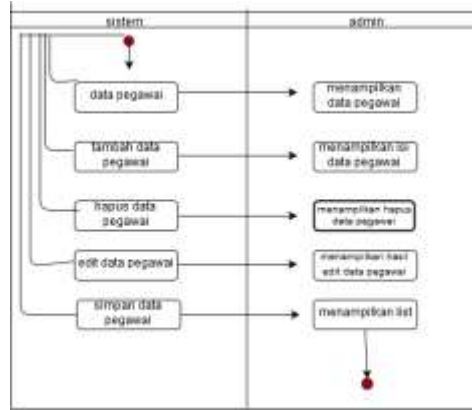 sistem
admin
data pegawai
menampilkan
data pegawai
tambah data
pegawai
menampilkan isi
data pegawai
hapus data
pegawai
menampilkan hapus
data pegawai
edit data pegawai
menampilkan hasil
edit data pegawai
simpan data
pegawai
menampilkan list